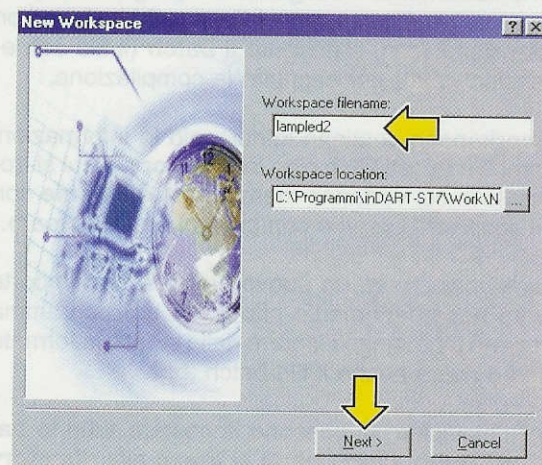 New Workspace
Workspace filename:
lampled2
Workspace location:
C:\Programmi\inDART-ST7\Work\N
...
Next >
Cancel